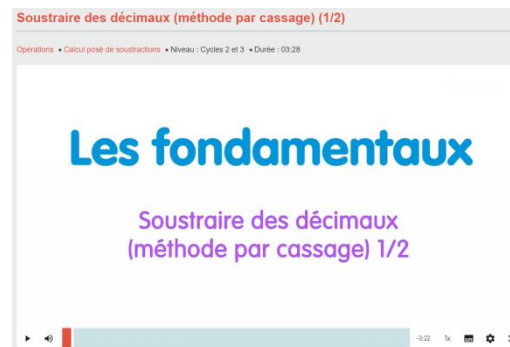 Soustraire des décimaux (méthode par cassage) (1/2)
Opérations • Calcul posé de soustractions • Niveau : Cycles 2 et 3 • Durée : 03:28
Les fondamentaux
Soustraire des décimaux
(méthode par cassage) 1/2
-3:22 1x